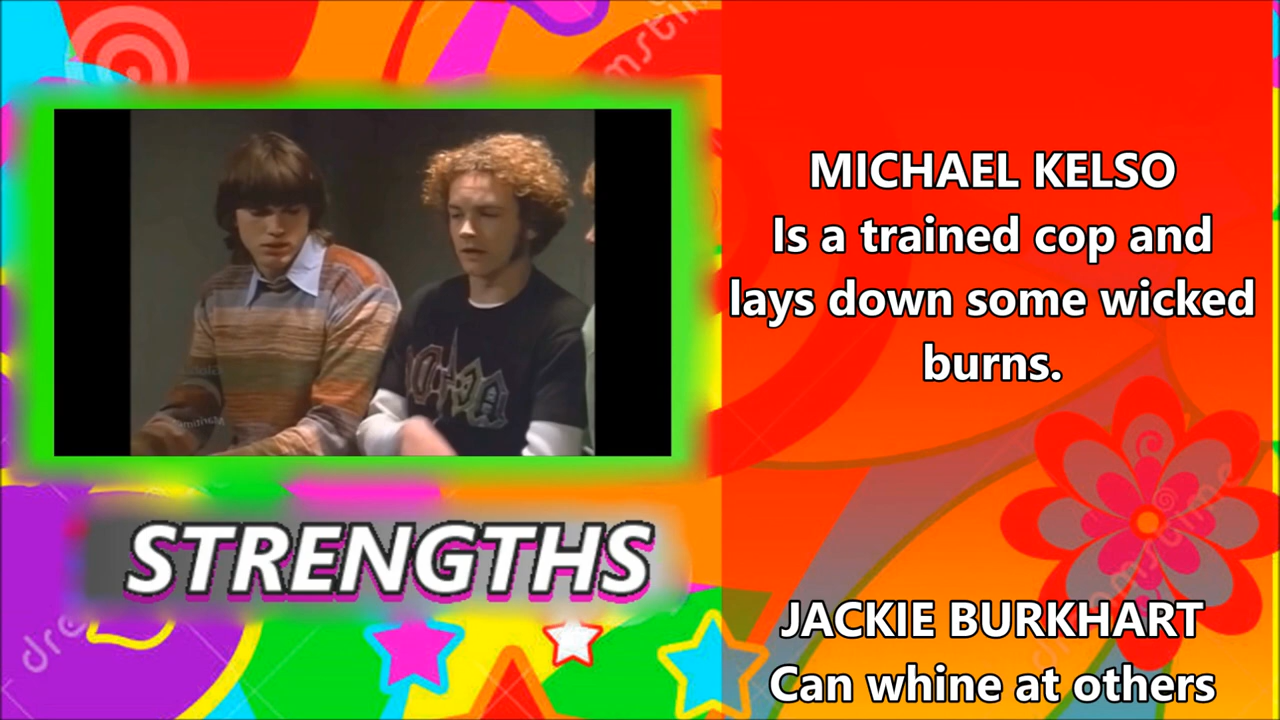 MICHAEL KELSO
Is a trained cop and
lays down some wicked
burns.
STRENGTHS
JACKIE BURKHART
Can whine at others